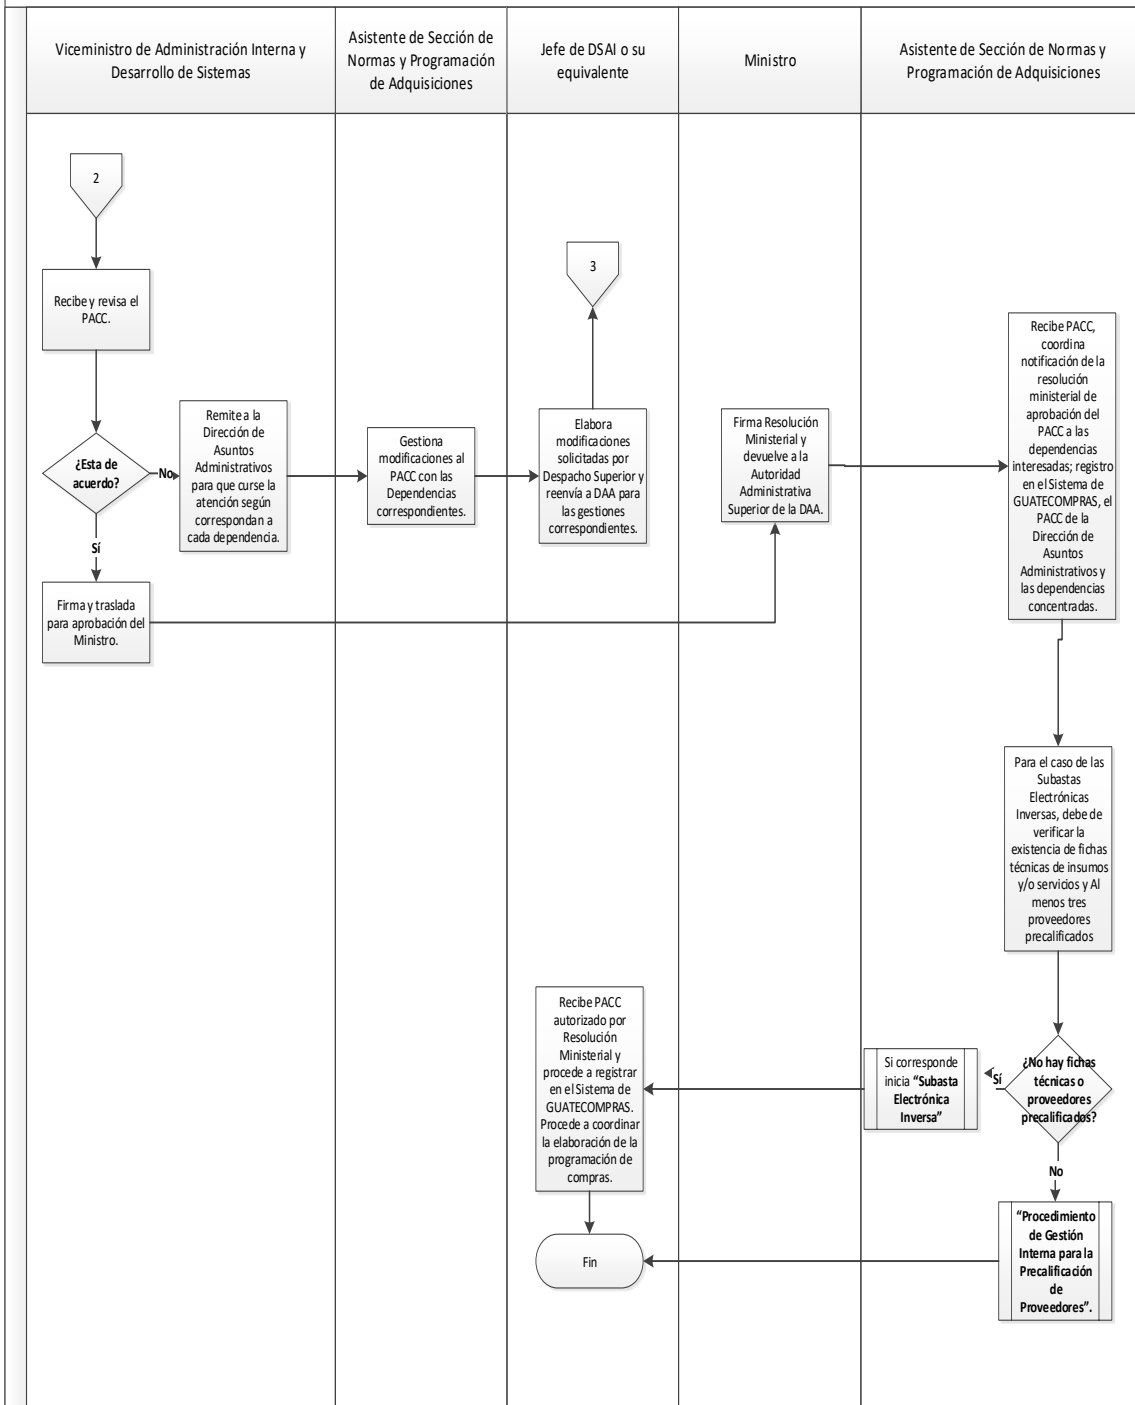 Viceministro de Administración Interna y
Desarrollo de Sistemas
Asistente de Sección de
Normas y Programación
de Adquisiciones
Jefe de DSAI o su
equivalente
Ministro
Asistente de Sección de Normas y
Programación de Adquisiciones
2
Recibe y revisa el
PACC.
¿Esta de
acuerdo?
No
Sí
Remite a la
Dirección de
Asuntos
Administrativos
para que curse la
atención según
correspondan a
cada dependencia.
Firma y traslada
para aprobación del
Ministro.
Gestiona
modificaciones al
PACC con las
Dependencias
correspondientes.
3
Elabora
modificaciones
solicitadas por
Despacho Superior y
reenvía a DAA para
las gestiones
correspondientes.
Firma Resolución
Ministerial y
devuelve a la
Autoridad
Administrativa
Superior de la DAA.
Recibe PACC,
coordina
notificación de la
resolución
ministerial de
aprobación del
PACC a las
dependencias
interesadas; registro
en el Sistema de
GUATECOMPRAS, el
PACC de la
Dirección de
Asuntos
Administrativos y
las dependencias
concentradas.
Para el caso de las
Subastas
Electrónicas
Inversas, debe de
verificar la
existencia de fichas
técnicas de insumos
y/o servicios y Al
menos tres
proveedores
precalificados
¿No hay fichas
técnicas o
proveedores
precalificados?
Sí
No
Si corresponde
inicia “Subasta
Electrónica
Inversa”
Recibe PACC
autorizado por
Resolución
Ministerial y
procede a registrar
en el Sistema de
GUATECOMPRAS.
Procede a coordinar
la elaboración de la
programación de
compras.
“Procedimiento
de Gestión
Interna para la
Precalificación
de
Proveedores”.
Fin